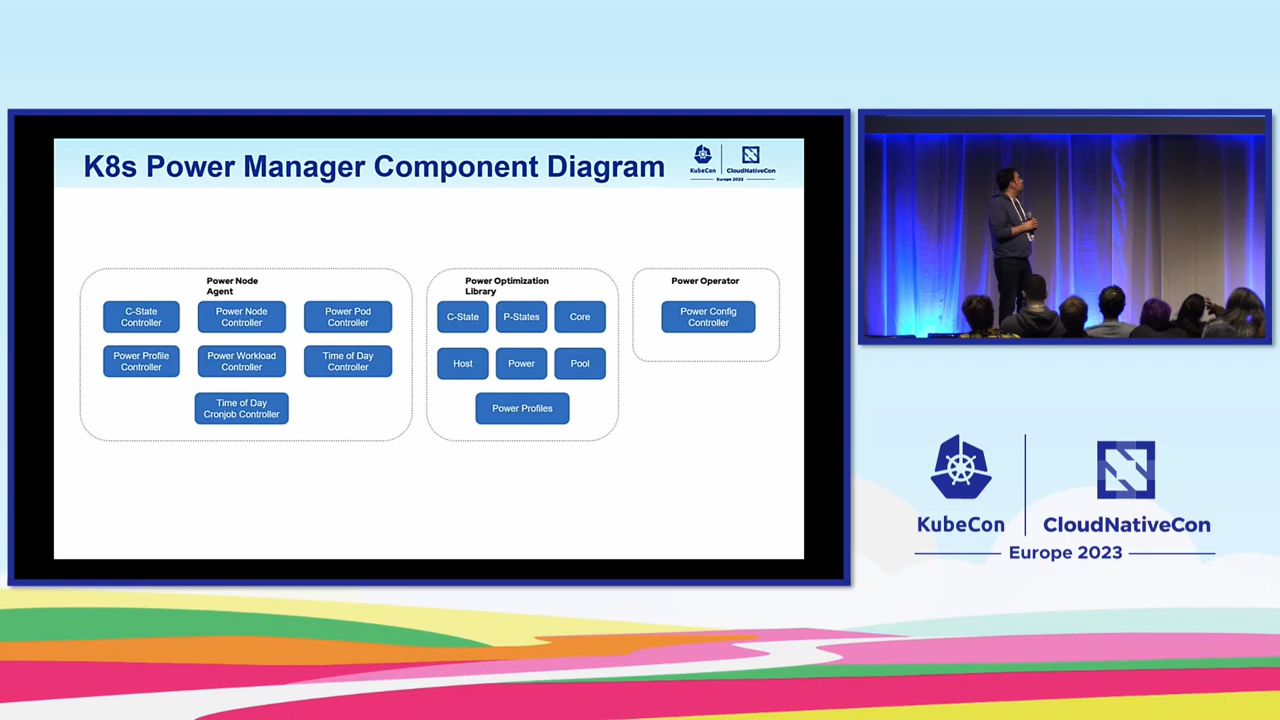 K8s Power Manager Component Diagram
KubeCon
CloudNativeCon
Europe 2023
Power Node
Agent
C-State
Controller
Power Node
Controller
Power Pod
Controller
Power Profile
Controller
Power Workload
Controller
Time of Day
Controller
Time of Day
Cronjob Controller
Power Optimization
Library
C-State
P-States
Core
Host
Power
Pool
Power Profiles
Power Operator
Power Config
Controller
KubeCon
CloudNativeCon
Europe 2023